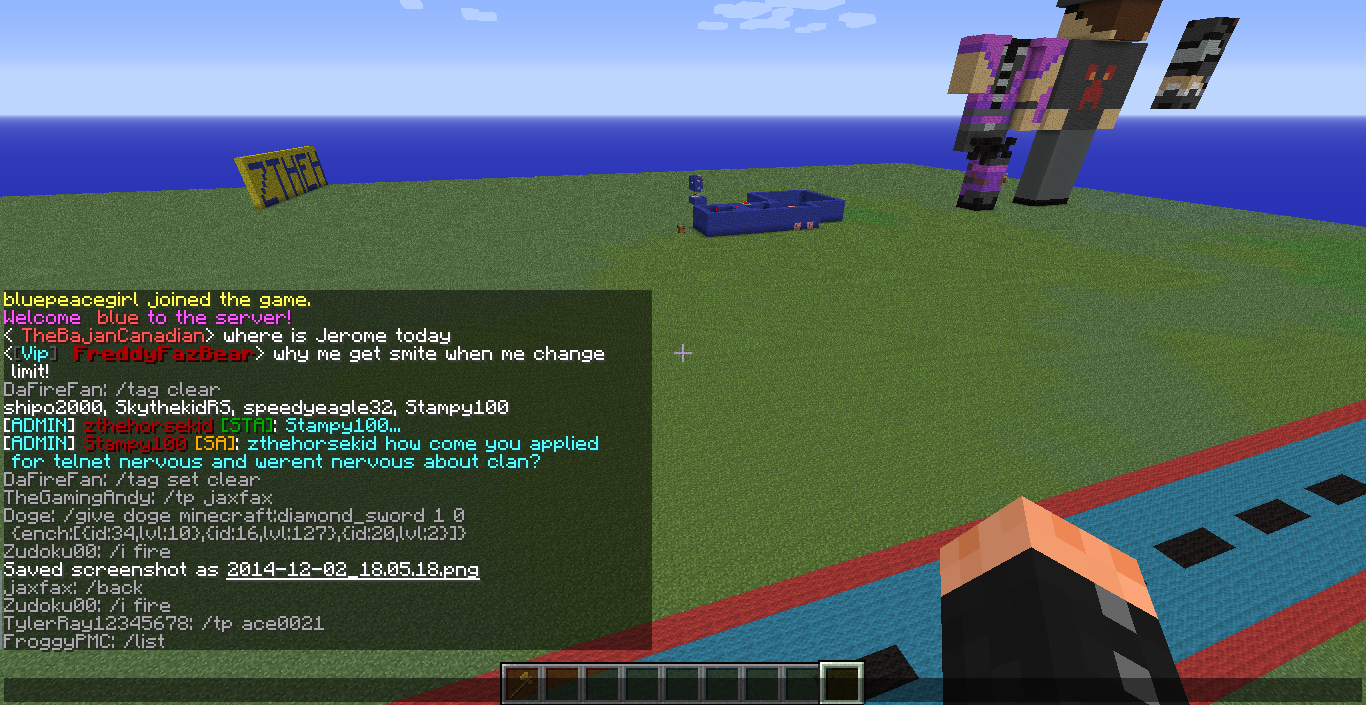 ZTHEH
bluepeacegirl joined the game.
Welcome blue to the server!
< TheBajanCanadian> where is Jerome today
<[Vip] FreddyFazBear> why me get smite when me change
limit!
DaFireFan: /tag clear
shipo2000, SkythekidRS, speedyeagle32, Stampy100
[ADMIN] zthehorsekid [STA]: Stampy100...
[ADMIN] Stampy100 [SA]: zthehorsekid how come you applied
for telnet nervous and werent nervous about clan?
DaFireFan: /tag set clear
TheGamingAndy: /tp jaxfax
Doge: /give doge minecraft:diamond_sword 1 0
{ench:[{id:34,lvl:10},{id:16,lvl:127},{id:20,lvl:2}]}
Zudoku00: /i fire
Saved screenshot as 2014-12-02_18.05.18.png
jaxfax: /back
Zudoku00: /i fire
TylerRay12345678: /tp ace0021
FroggyPMC: /list